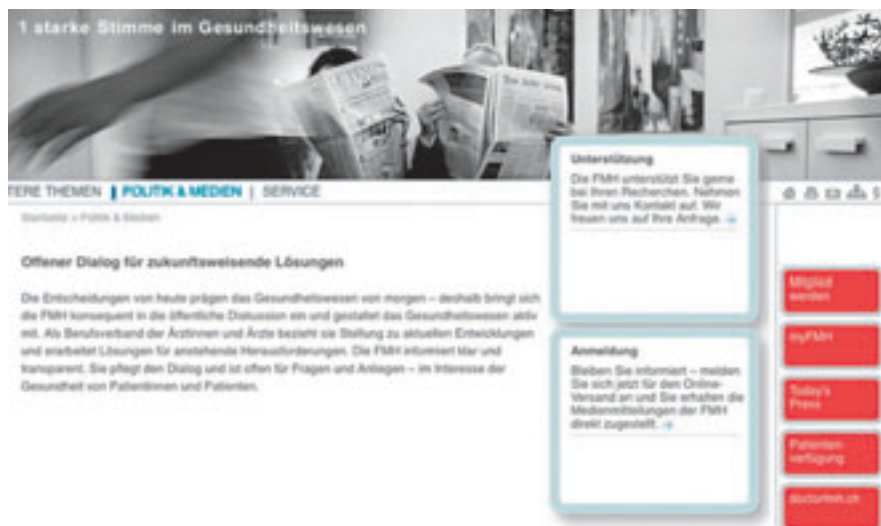 1 starke Stimme im Gesundheitswesen
TERE THEMEN | POLITIK & MEDIEN | SERVICE
Startseite » Politik & Medien
Offener Dialog für zukunftsweisende Lösungen
Die Entscheidungen von heute prägen das Gesundheitswesen von morgen – deshalb bringt sich
die FMH konsequent in die öffentliche Diskussion ein und gestaltet das Gesundheitswesen aktiv
mit. Als Berufsverband der Ärztinnen und Ärzte bezieht sie Stellung zu aktuellen Entwicklungen
und erarbeitet Lösungen für anstehende Herausforderungen. Die FMH informiert klar und
transparent. Sie pflegt den Dialog und ist offen für Fragen und Anliegen – im Interesse der
Gesundheit von Patientinnen und Patienten.
Unterstützung
Die FMH unterstützt Sie gerne
bei Ihren Recherchen. Nehmen
Sie mit uns Kontakt auf. Wir
freuen uns auf Ihre Anfrage. →
Anmeldung
Bleiben Sie informiert – melden
Sie sich jetzt für den Online-
Versand an und Sie erhalten die
Medienmitteilungen der FMH
direkt zugestellt. →
Mitglied
werden
myFMH
Today's
Press
Patienten-
verfügung
doctorfmh.ch